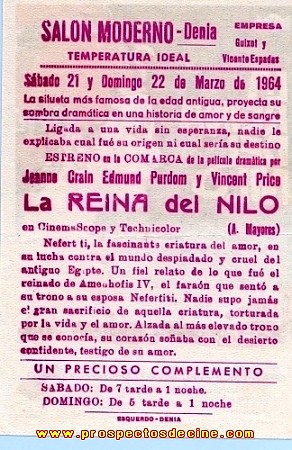 SALON MODERNO - Denia
EMPRESA
Guixot y
Vicente Espadas
TEMPERATURA IDEAL
Sábado 21 y Domingo 22 de Marzo de 1964
La silueta más famosa de la edad antigua, proyecta su
sombra dramática en una historia de amor y de sangre
Ligada a una vida sin esperanza, nadie le
explicaba cual fué su origen ni cual sería su destino
ESTRENO en la COMARCA de la película dramática por
Jeanne Crain Edmund Purdom y Vincent Price
La REINA del NILO
en CinemaScope y Technicolor (A. Mayores)
Neferti ti, la fascinante criatura del amor, en
su lucha contra el mundo despiadado y cruel del
antiguo Egipto. Un fiel relato de lo que fué el reinado
de Amenhofis IV, el faraón que sentó a
su trono a su esposa Nefertiti. Nadie supo jamás
el gran sacrificio de aquella criatura, torturada
por la vida y el amor. Alzada al más elevado trono
que se conocía, su corazón soñaba con el desierto
confidente, testigo de su amor.
UN PRECIOSO COMPLEMENTO
SABADO: De 7 tarde a 1 noche.
DOMINGO: De 5 tarde a 1 noche
ESQUERDO-DENIA
www.prospectosdecine.com